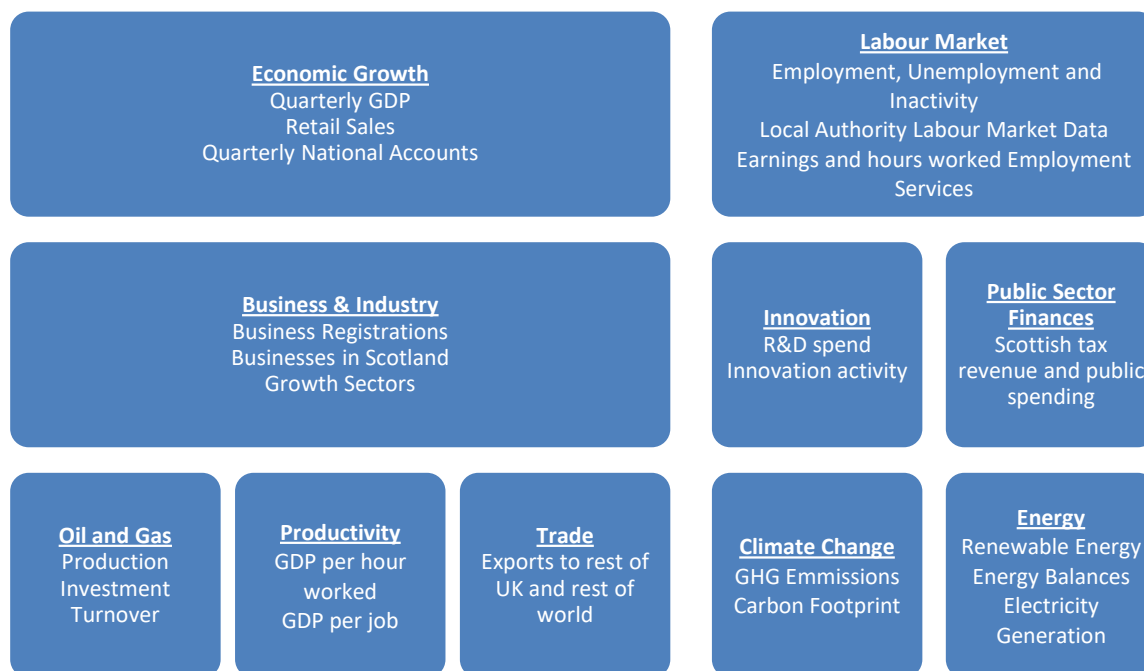 Economic Growth
Quarterly GDP
Retail Sales
Quarterly National Accounts
Labour Market
Employment, Unemployment and
Inactivity
Local Authority Labour Market Data
Earnings and hours worked Employment
Services
Business & Industry
Business Registrations
Businesses in Scotland
Growth Sectors
Innovation
R&D spend
Innovation activity
Public Sector
Finances
Scottish tax
revenue and public
spending
Oil and Gas
Production
Investment
Turnover
Productivity
GDP per hour
worked
GDP per job
Trade
Exports to rest of
UK and rest of
world
Climate Change
GHG Emmissions
Carbon Footprint
Energy
Renewable Energy
Energy Balances
Electricity
Generation